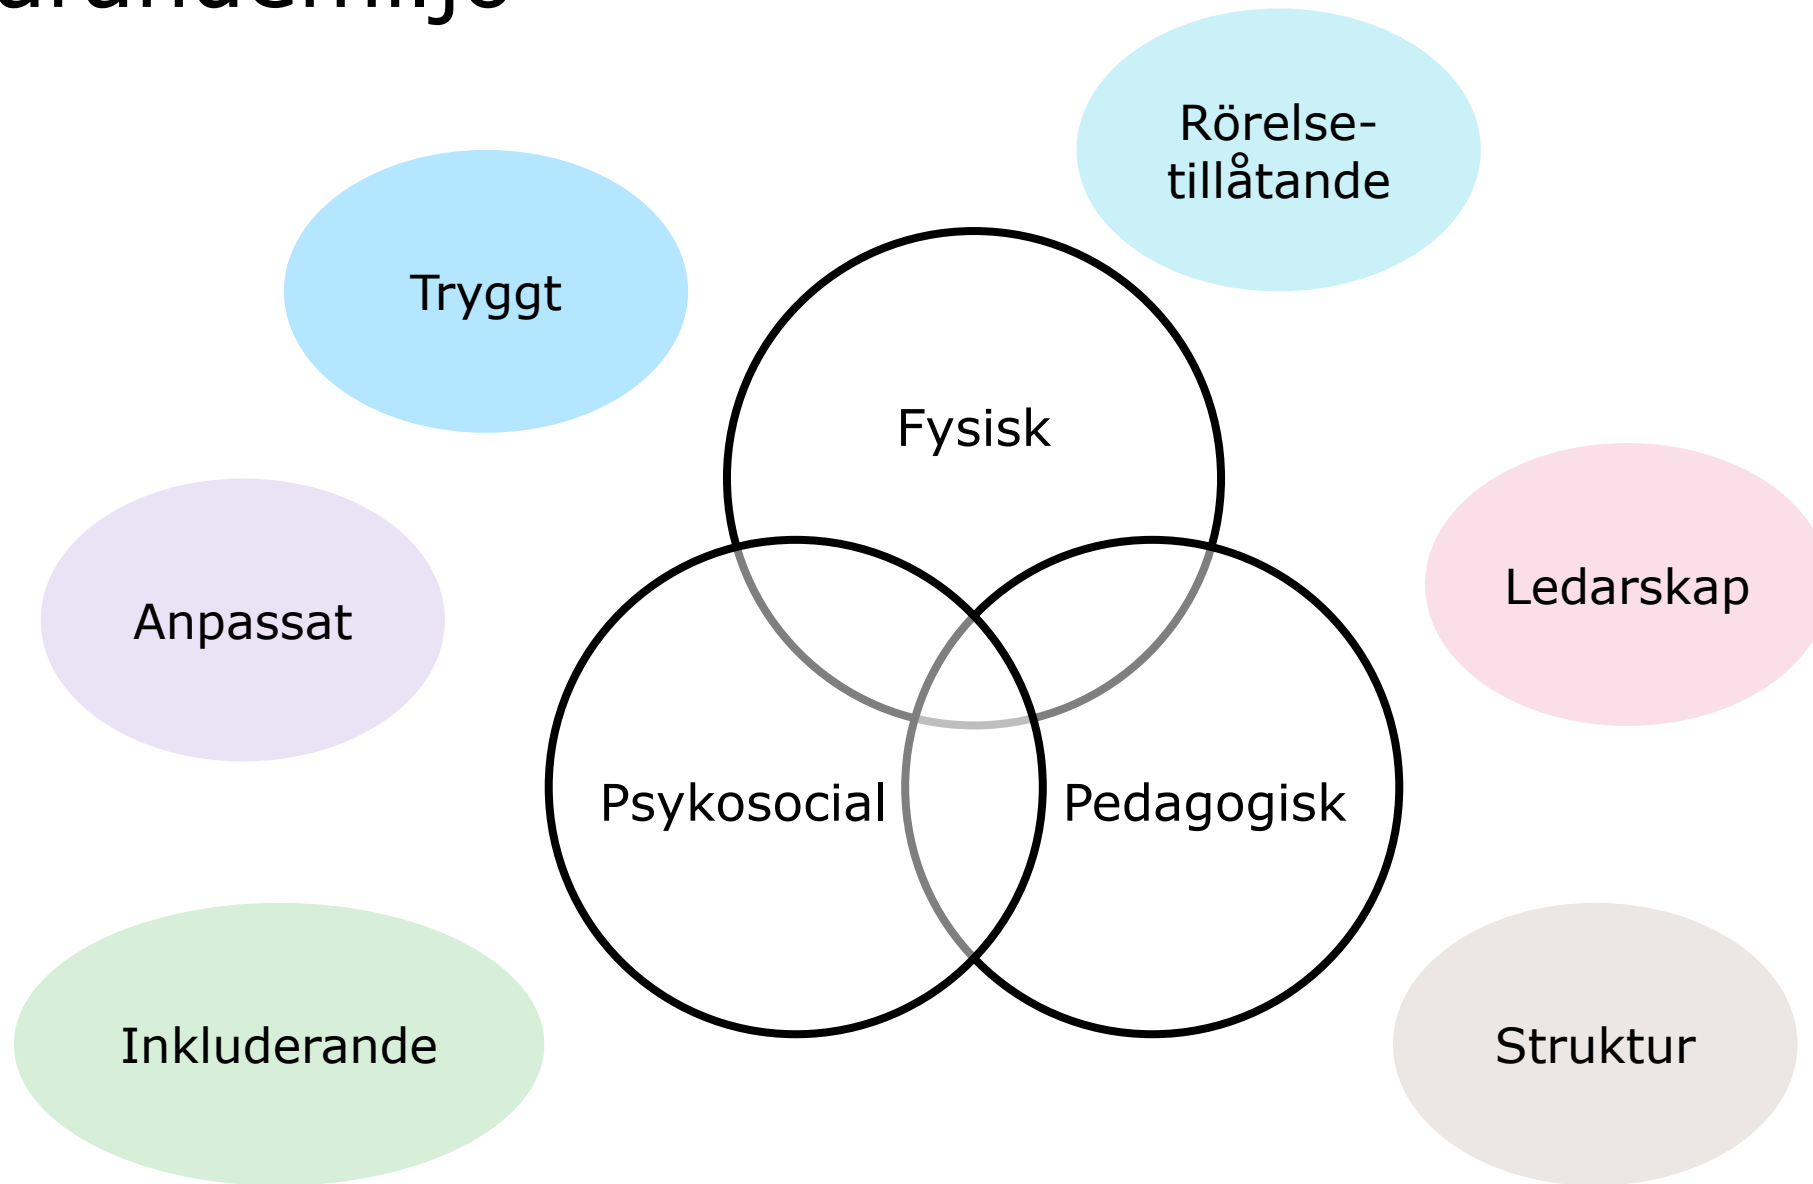 Rörelse-
tillåtande
Tryggt
Fysisk
Ledarskap
Anpassat
Psykosocial
Pedagogisk
Inkluderande
Struktur